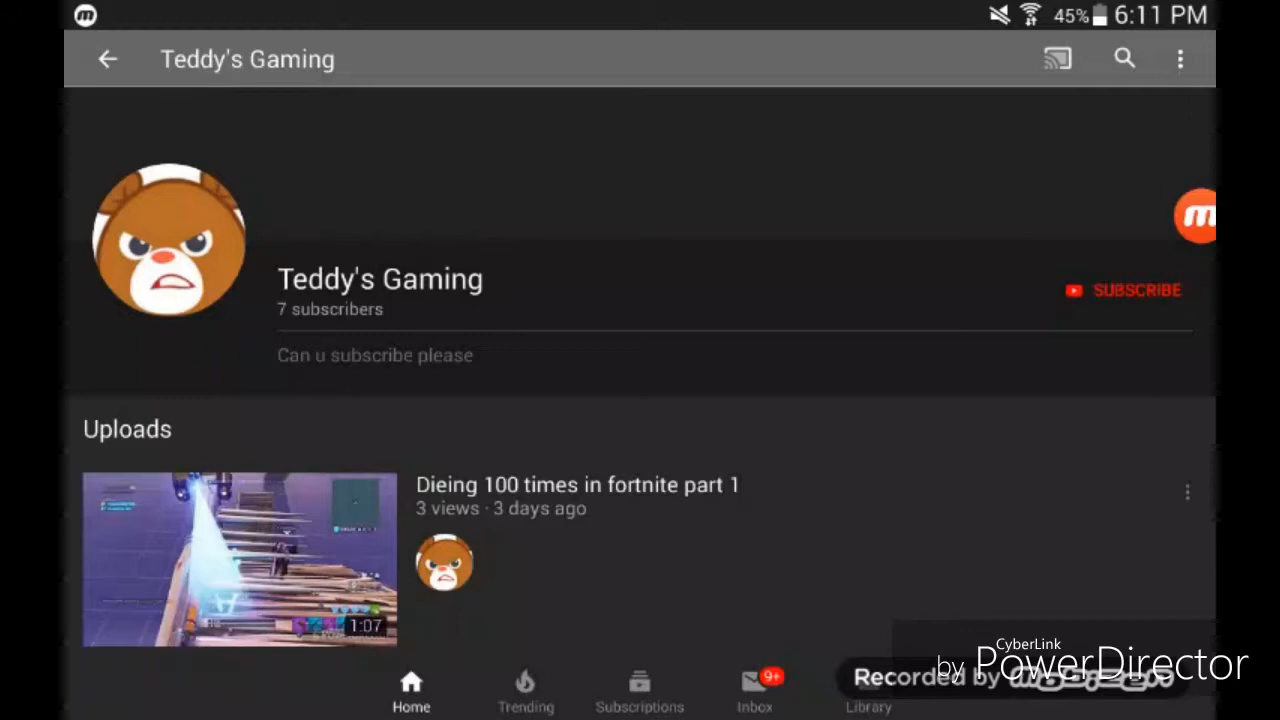 45% 6:11 PM
Teddy's Gaming
Teddy's Gaming
SUBSCRIBE
7 subscribers
Can u subscribe please
Uploads
Dieing 100 times in fortnite part 1
3 views · 3 days ago
1:07
CyberLink
by PowerDirector
Recorded by
9+
Home
Trending
Subscriptions
Inbox
Library